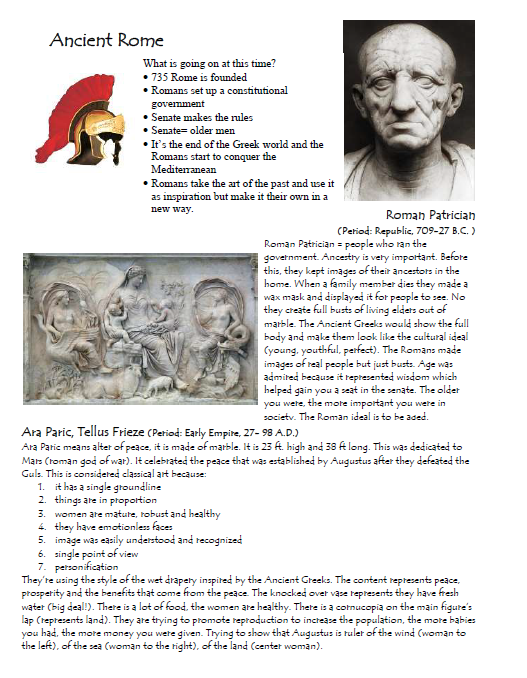 Ancient Rome
What is going on at this time?
• 735 Rome is founded
• Romans set up a constitutional
government
• Senate makes the rules
• Senate= older men
• It's the end of the Greek world and the
Romans start to conquer the
Mediterranean
• Romans take the art of the past and use it
as inspiration but make it their own in a
new way.
Roman Patrician
(Period: Republic, 709-27 B.C. )
Roman Patrician = people who ran the
government. Ancestry is very important. Before
this, they kept images of their ancestors in the
home. When a family member dies they made a
wax mask and displayed it for people to see. No
they create full busts of living elders out of
marble. The Ancient Greeks would show the full
body and make them look like the cultural ideal
(young, youthful, perfect). The Romans made
images of real people but just busts. Age was
admired because it represented wisdom which
helped gain you a seat in the senate. The older
you were, the more important you were in
society. The Roman ideal is to be aged.
Ara Paric, Tellus Frieze (Period: Early Empire, 27- 98 A.D.)
Ara Paric means alter of peace, it is made of marble. It is 23 ft. high and 38 ft long. This was dedicated to
Mars (roman god of war). It celebrated the peace that was established by Augustus after they defeated the
Guls. This is considered classical art because:
1. it has a single groundline
2. things are in proportion
3. women are mature, robust and healthy
4. they have emotionless faces
5. image was easily understood and recognized
6. single point of view
7. personification
They're using the style of the wet drapery inspired by the Ancient Greeks. The content represents peace,
prosperity and the benefits that come from the peace. The knocked over vase represents they have fresh
water (big deal!). There is a lot of food, the women are healthy. There is a cornucopia on the main figure's
lap (represents land). They are trying to promote reproduction to increase the population, the more babies
you had, the more money you were given. Trying to show that Augustus is ruler of the wind (woman to
the left), of the sea (woman to the right), of the land (center woman).